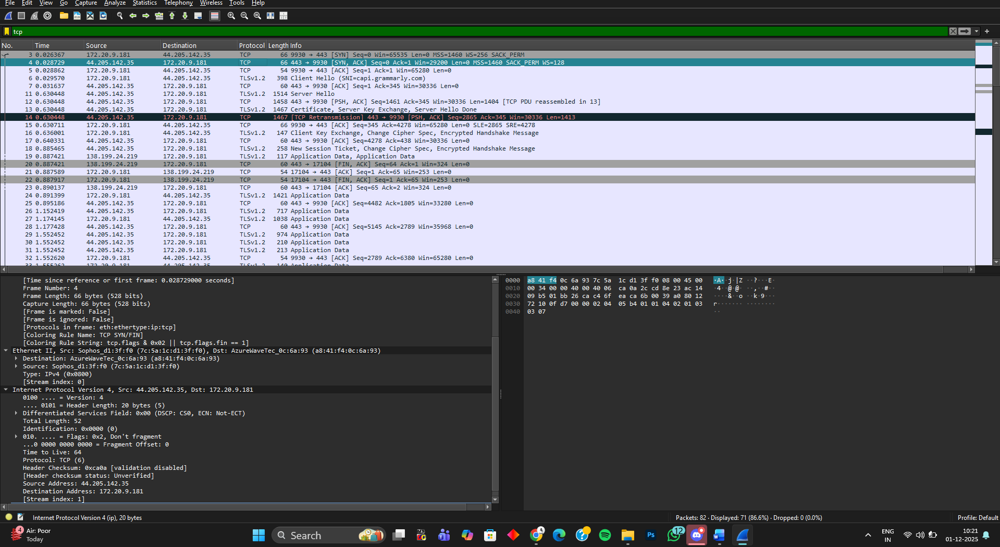 File Edit View Go Capture Analyze Statistics Telephony Wireless Tools Help
tcp
No. Time Source Destination Protocol Length Info
3 0.026367 172.20.9.181 44.205.142.35 TCP 66 9930 → 443 [SYN] Seq=0 Win=65535 Len=0 MSS=1460 WS=256 SACK_PERM
4 0.028729 44.205.142.35 172.20.9.181 TCP 66 443 → 9930 [SYN, ACK] Seq=0 Ack=1 Win=29200 Len=0 MSS=1460 SACK_PERM WS=128
5 0.028862 172.20.9.181 44.205.142.35 TCP 54 9930 → 443 [ACK] Seq=1 Ack=1 Win=65280 Len=0
6 0.029570 172.20.9.181 44.205.142.35 TLSv1.2 398 Client Hello (SNI=capi.grammarly.com)
7 0.031637 44.205.142.35 172.20.9.181 TCP 60 443 → 9930 [ACK] Seq=1 Ack=345 Win=30336 Len=0
11 0.630448 44.205.142.35 172.20.9.181 TLSv1.2 1514 Server Hello
12 0.630448 44.205.142.35 172.20.9.181 TCP 1458 443 → 9930 [PSH, ACK] Seq=1461 Ack=345 Win=30336 Len=1404 [TCP PDU reassembled in 13]
13 0.630448 44.205.142.35 172.20.9.181 TLSv1.2 1467 Certificate, Server Key Exchange, Server Hello Done
14 0.630448 44.205.142.35 172.20.9.181 TCP 1467 [TCP Retransmission] 443 → 9930 [PSH, ACK] Seq=2865 Ack=345 Win=30336 Len=1413
15 0.630711 172.20.9.181 44.205.142.35 TCP 66 9930 → 443 [ACK] Seq=345 Ack=4278 Win=65280 Len=0 SLE=2865 SRE=4278
16 0.636001 172.20.9.181 44.205.142.35 TLSv1.2 147 Client Key Exchange, Change Cipher Spec, Encrypted Handshake Message
17 0.640331 44.205.142.35 172.20.9.181 TCP 60 443 → 9930 [ACK] Seq=4278 Ack=438 Win=30336 Len=0
18 0.885465 44.205.142.35 172.20.9.181 TLSv1.2 258 New Session Ticket, Change Cipher Spec, Encrypted Handshake Message
19 0.887421 138.199.24.219 172.20.9.181 TLSv1.2 117 Application Data, Application Data
20 0.887421 138.199.24.219 172.20.9.181 TCP 60 443 → 17104 [FIN, ACK] Seq=64 Ack=1 Win=324 Len=0
21 0.887589 172.20.9.181 138.199.24.219 TCP 54 17104 → 443 [ACK] Seq=1 Ack=65 Win=253 Len=0
22 0.887917 172.20.9.181 138.199.24.219 TCP 54 17104 → 443 [FIN, ACK] Seq=1 Ack=65 Win=253 Len=0
23 0.890137 138.199.24.219 172.20.9.181 TCP 60 443 → 17104 [ACK] Seq=65 Ack=2 Win=324 Len=0
24 0.891399 172.20.9.181 44.205.142.35 TLSv1.2 1421 Application Data
25 0.895186 44.205.142.35 172.20.9.181 TCP 60 443 → 9930 [ACK] Seq=4482 Ack=1805 Win=33280 Len=0
26 1.152419 44.205.142.35 172.20.9.181 TLSv1.2 717 Application Data
27 1.174145 172.20.9.181 44.205.142.35 TLSv1.2 1038 Application Data
28 1.177428 44.205.142.35 172.20.9.181 TCP 60 443 → 9930 [ACK] Seq=5145 Ack=2789 Win=35968 Len=0
29 1.552452 44.205.142.35 172.20.9.181 TLSv1.2 974 Application Data
30 1.552452 44.205.142.35 172.20.9.181 TLSv1.2 210 Application Data
31 1.552452 44.205.142.35 172.20.9.181 TLSv1.2 213 Application Data
32 1.552620 172.20.9.181 44.205.142.35 TCP 54 9930 → 443 [ACK] Seq=2789 Ack=6380 Win=65280 Len=0
33 1.555262 172.20.9.181 44.205.142.35 TLSv1.2 140 Application Data
[Time since reference or first frame: 0.028729000 seconds]
Frame Number: 4
Frame Length: 66 bytes (528 bits)
Capture Length: 66 bytes (528 bits)
[Frame is marked: False]
[Frame is ignored: False]
[Protocols in frame: eth:ethertype:ip:tcp]
[Coloring Rule Name: TCP SYN/FIN]
[Coloring Rule String: tcp.flags & 0x02 || tcp.flags.fin == 1]
Ethernet II, Src: Sophos_d1:3f:f0 (7c:5a:1c:d1:3f:f0), Dst: AzureWaveTec_0c:6a:93 (a8:41:f4:0c:6a:93)
Destination: AzureWaveTec_0c:6a:93 (a8:41:f4:0c:6a:93)
Source: Sophos_d1:3f:f0 (7c:5a:1c:d1:3f:f0)
Type: IPv4 (0x0800)
[Stream index: 0]
Internet Protocol Version 4, Src: 44.205.142.35, Dst: 172.20.9.181
0100 .... = Version: 4
.... 0101 = Header Length: 20 bytes (5)
Differentiated Services Field: 0x00 (DSCP: CS0, ECN: Not-ECT)
Total Length: 52
Identification: 0x0000 (0)
010. .... = Flags: 0x2, Don't fragment
...0 0000 0000 0000 = Fragment Offset: 0
Time to Live: 64
Protocol: TCP (6)
Header Checksum: 0xca0a [validation disabled]
[Header checksum status: Unverified]
Source Address: 44.205.142.35
Destination Address: 172.20.9.181
[Stream index: 1]
0000 a8 41 f4 0c 6a 93 7c 5a 1c d1 3f f0 08 00 45 00 ·A··j·|Z ··?···E·
0010 00 34 00 00 40 00 40 06 ca 0a 2c cd 8e 23 ac 14 ·4··@·@· ··,··#··
0020 09 b5 01 bb 26 ca c4 6f ea ca 6b 00 39 a0 80 12 ····&··o ··k·9···
0030 72 10 0f d7 00 00 02 04 05 b4 01 01 04 02 01 03 r······· ········
0040 03 07 ··
Internet Protocol Version 4 (ip), 20 bytes
Packets: 82 · Displayed: 71 (86.6%) · Dropped: 0 (0.0%)
Profile: Default
4
Air: Poor
Today
Search
4
Ps
12
ENG
IN
10:21
01-12-2025